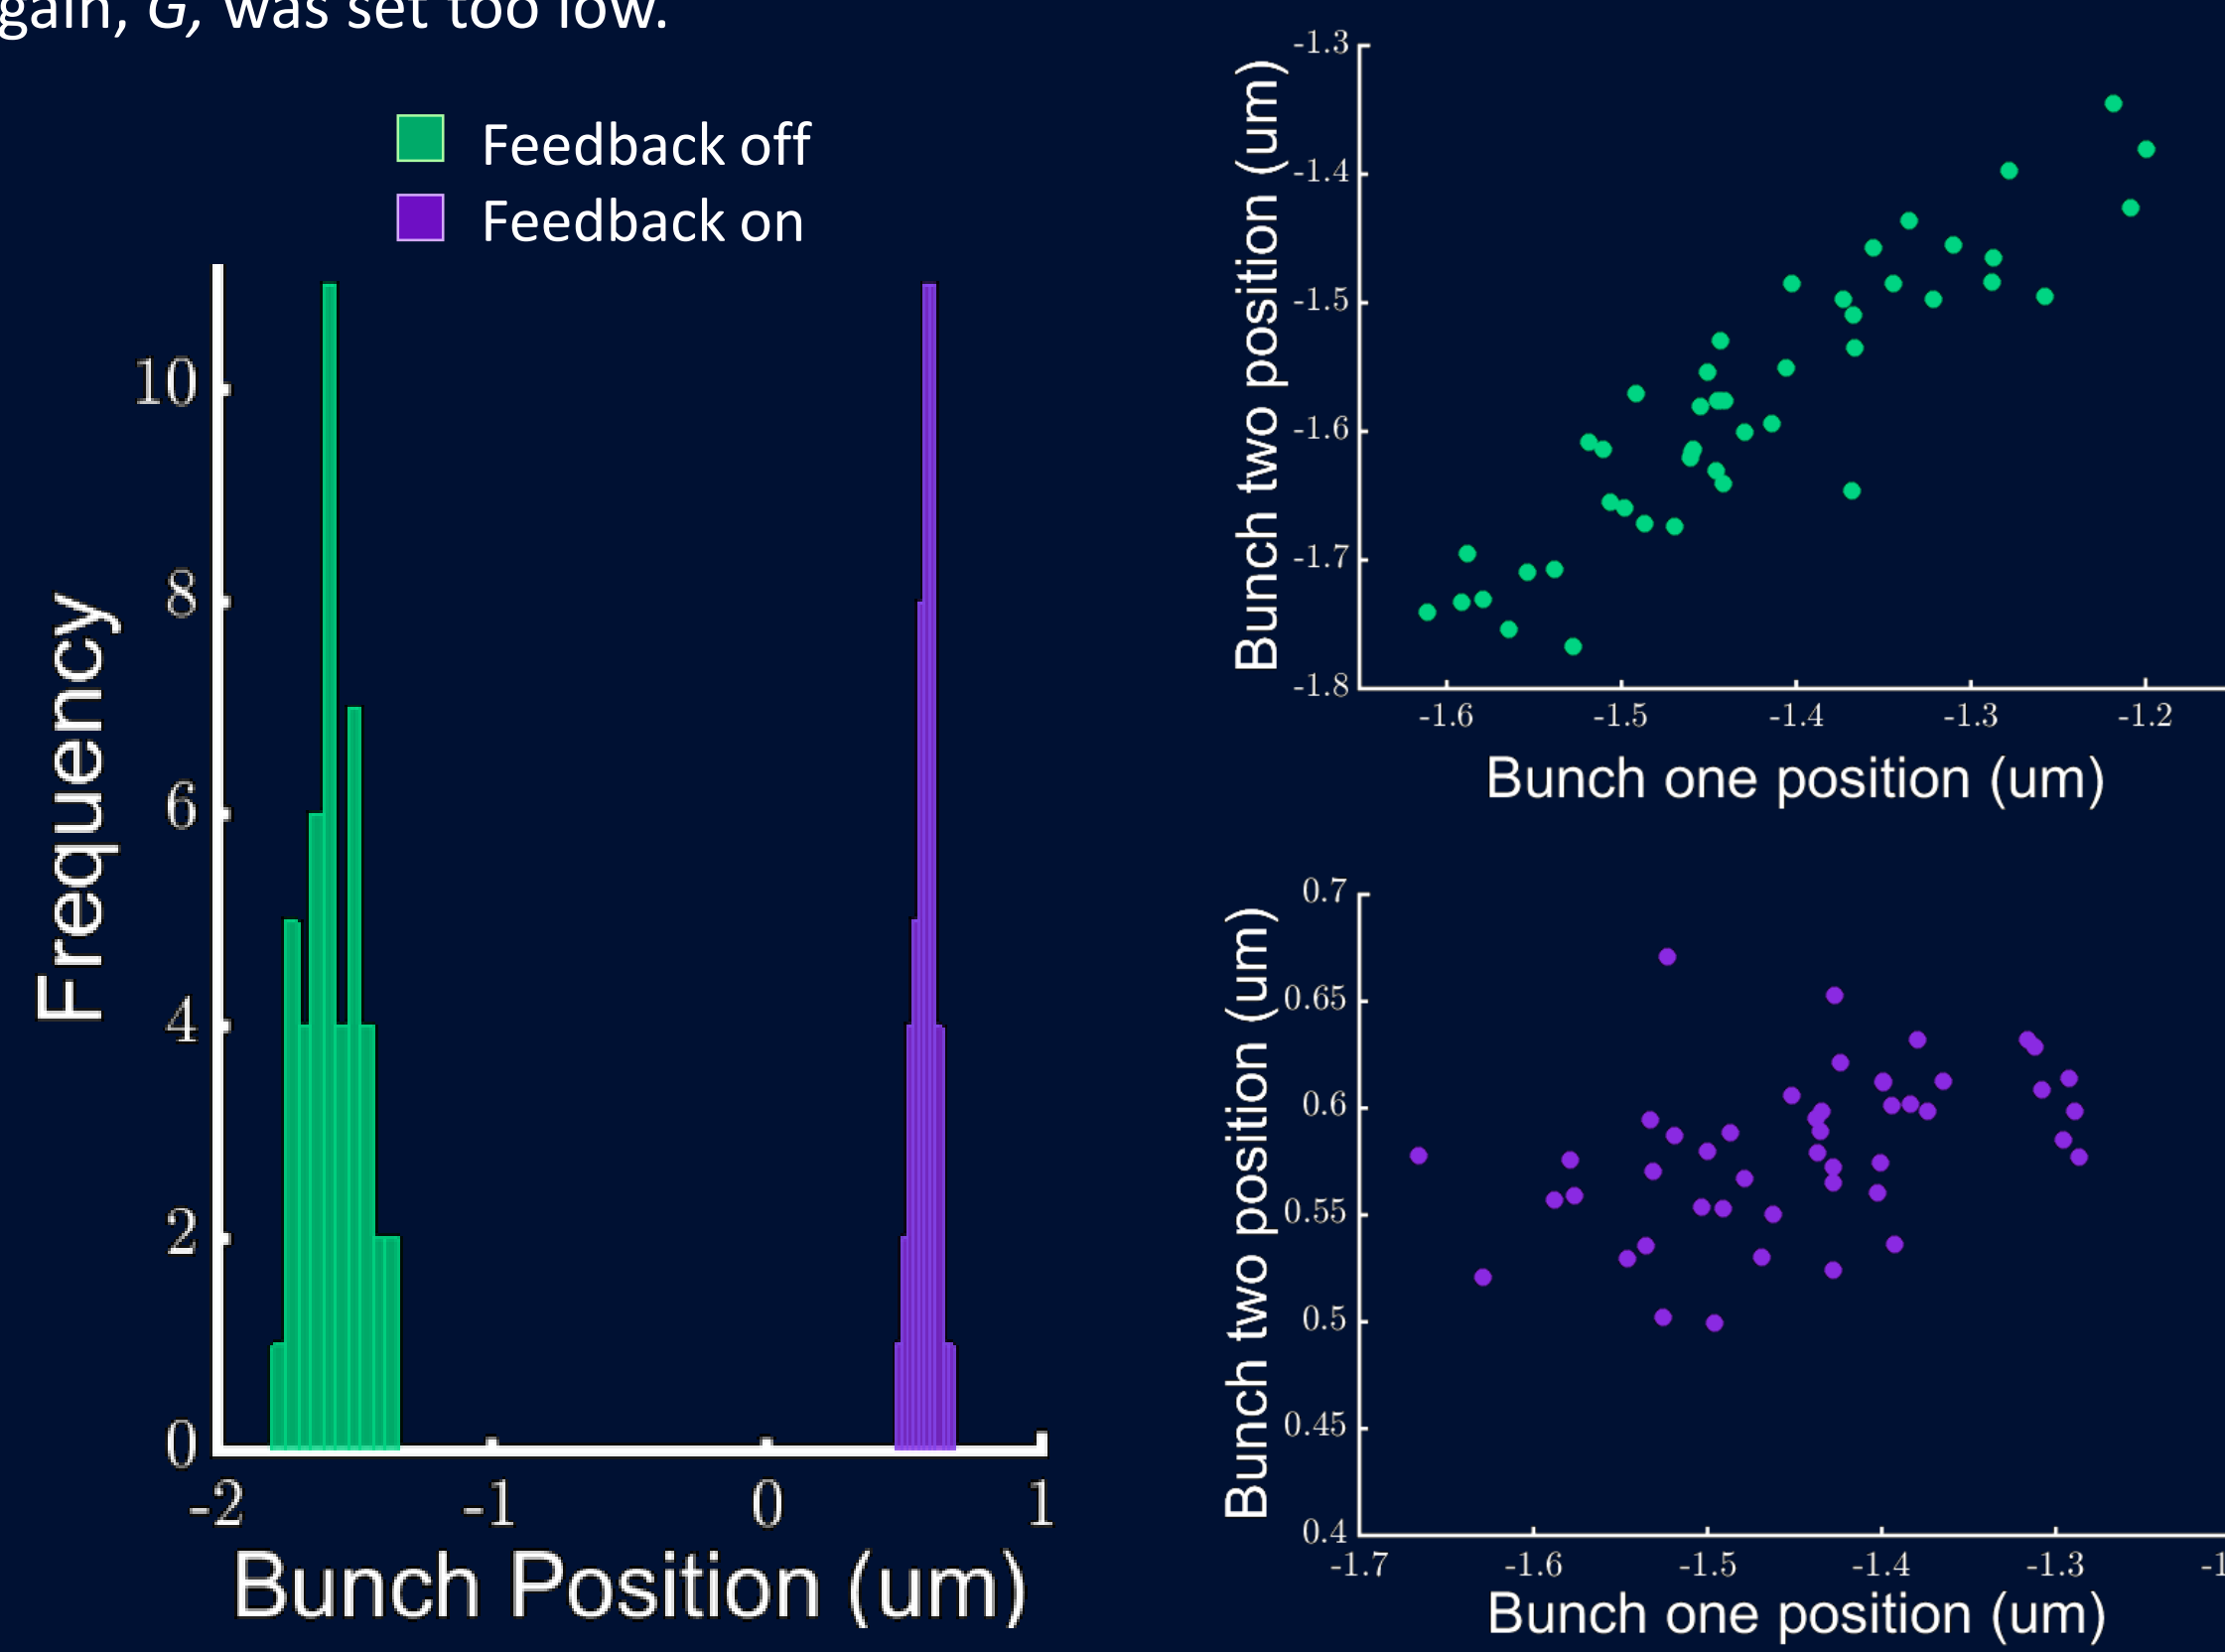 gain, G, was set too low.
Feedback off
Feedback on
Frequency
10
8
6
4
2
0
-2 -1 0 1
Bunch Position (um)
Bunch two position (um)
-1.3
-1.4
-1.5
-1.6
-1.7
-1.8
-1.6 -1.5 -1.4 -1.3 -1.2
Bunch one position (um)
Bunch two position (um)
0.7
0.65
0.6
0.55
0.5
0.45
0.4
-1.7 -1.6 -1.5 -1.4 -1.3
Bunch one position (um)